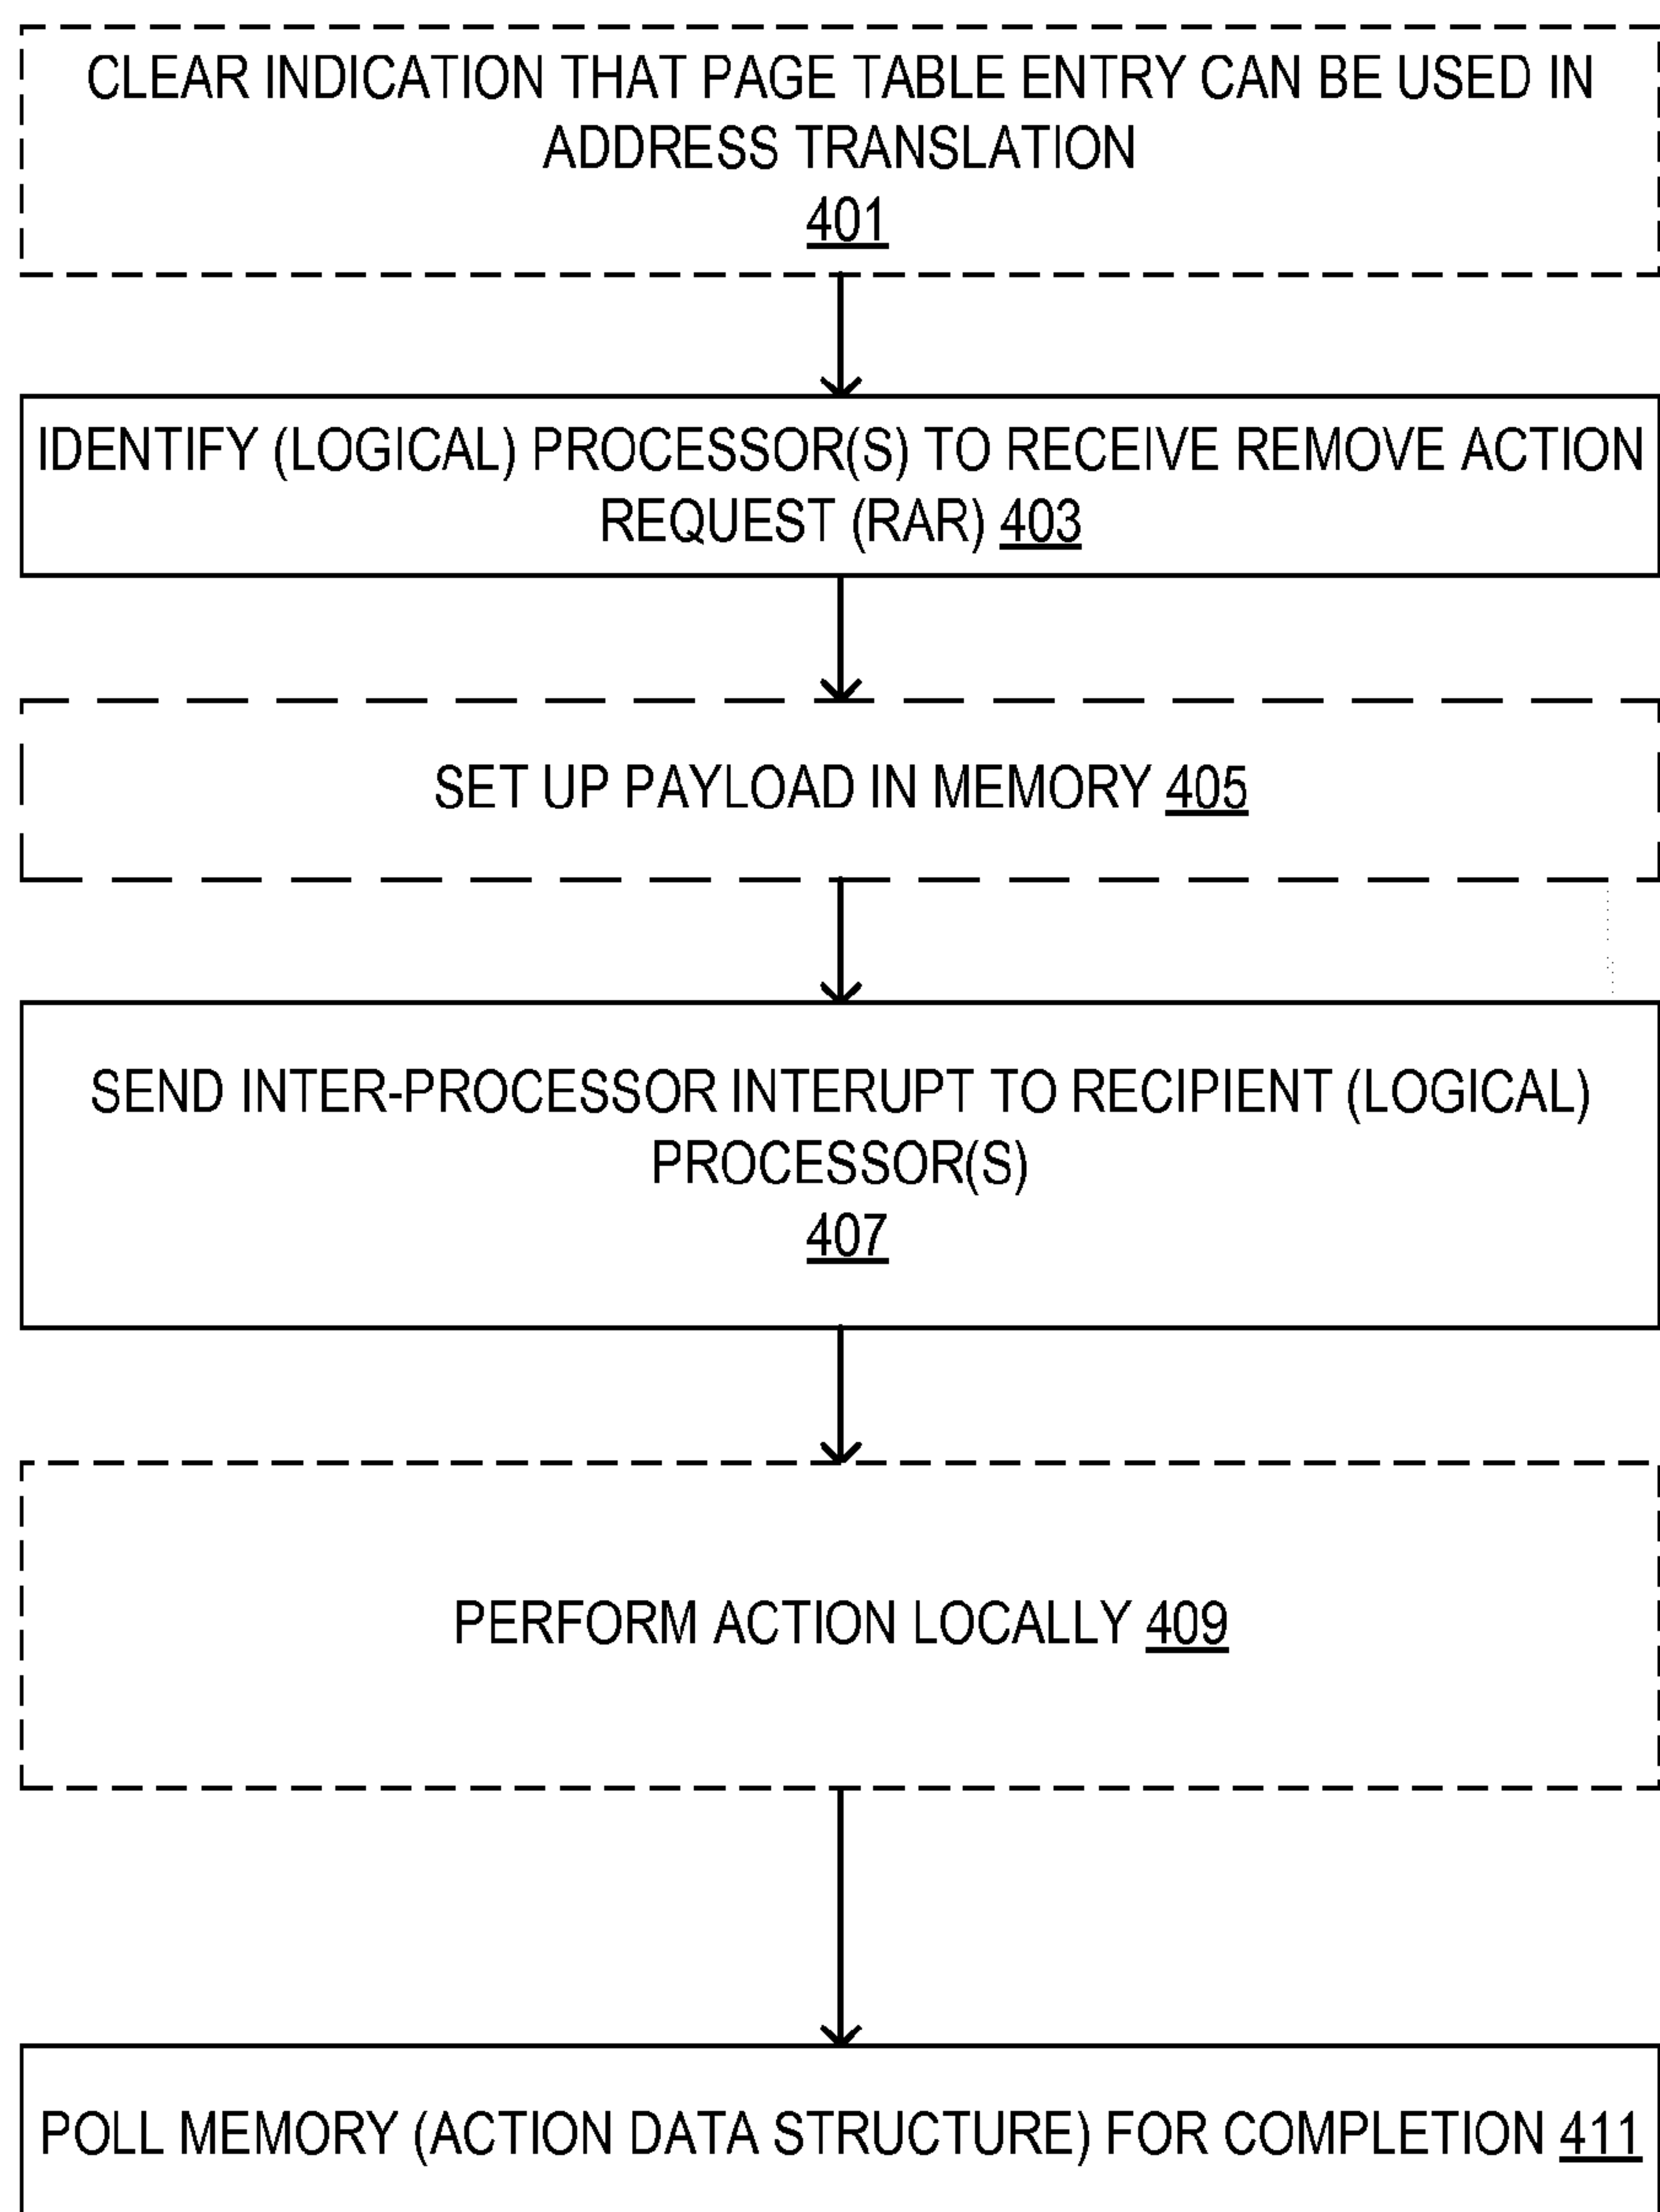 CLEAR INDICATION THAT PAGE TABLE ENTRY CAN BE USED IN
ADDRESS TRANSLATION
401
IDENTIFY (LOGICAL) PROCESSOR(S) TO RECEIVE REMOVE ACTION
REQUEST (RAR) 403
SET UP PAYLOAD IN MEMORY 405
SEND INTER-PROCESSOR INTERUPT TO RECIPIENT (LOGICAL)
PROCESSOR(S)
407
PERFORM ACTION LOCALLY 409
POLL MEMORY (ACTION DATA STRUCTURE) FOR COMPLETION 411